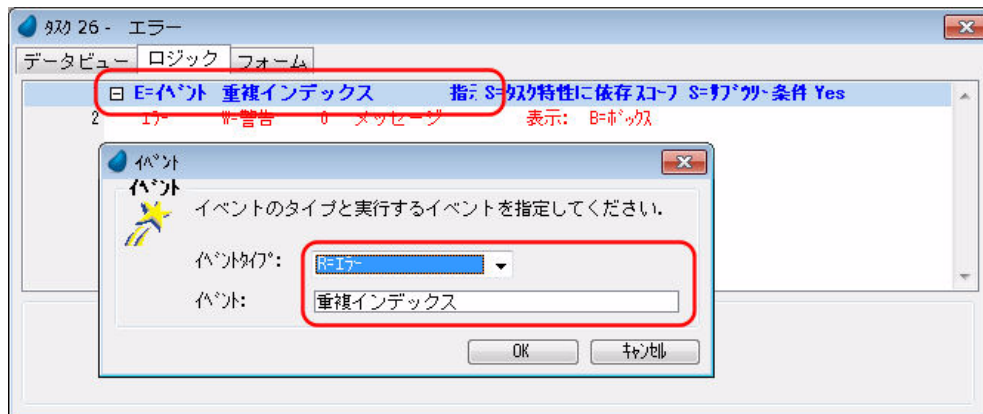 ﾀｽｸ 26 - エラー
データビュー ロジック フォーム
E=ｲﾍﾞﾝﾄ 重複インデックス 指示 S=ﾀｽｸ特性に依存 ｽｺｰﾌﾟ S=ｻﾌﾞﾂﾘｰ 条件 Yes
2 ｴﾗｰ W=警告 0 メッセージ 表示: B=ﾎﾞｯｸｽ
ｲﾍﾞﾝﾄ
ｲﾍﾞﾝﾄ
イベントのタイプと実行するイベントを指定してください.
ｲﾍﾞﾝﾄﾀｲﾌﾟ: R=ｴﾗｰ
ｲﾍﾞﾝﾄ: 重複インデックス
OK ｷｬﾝｾﾙ